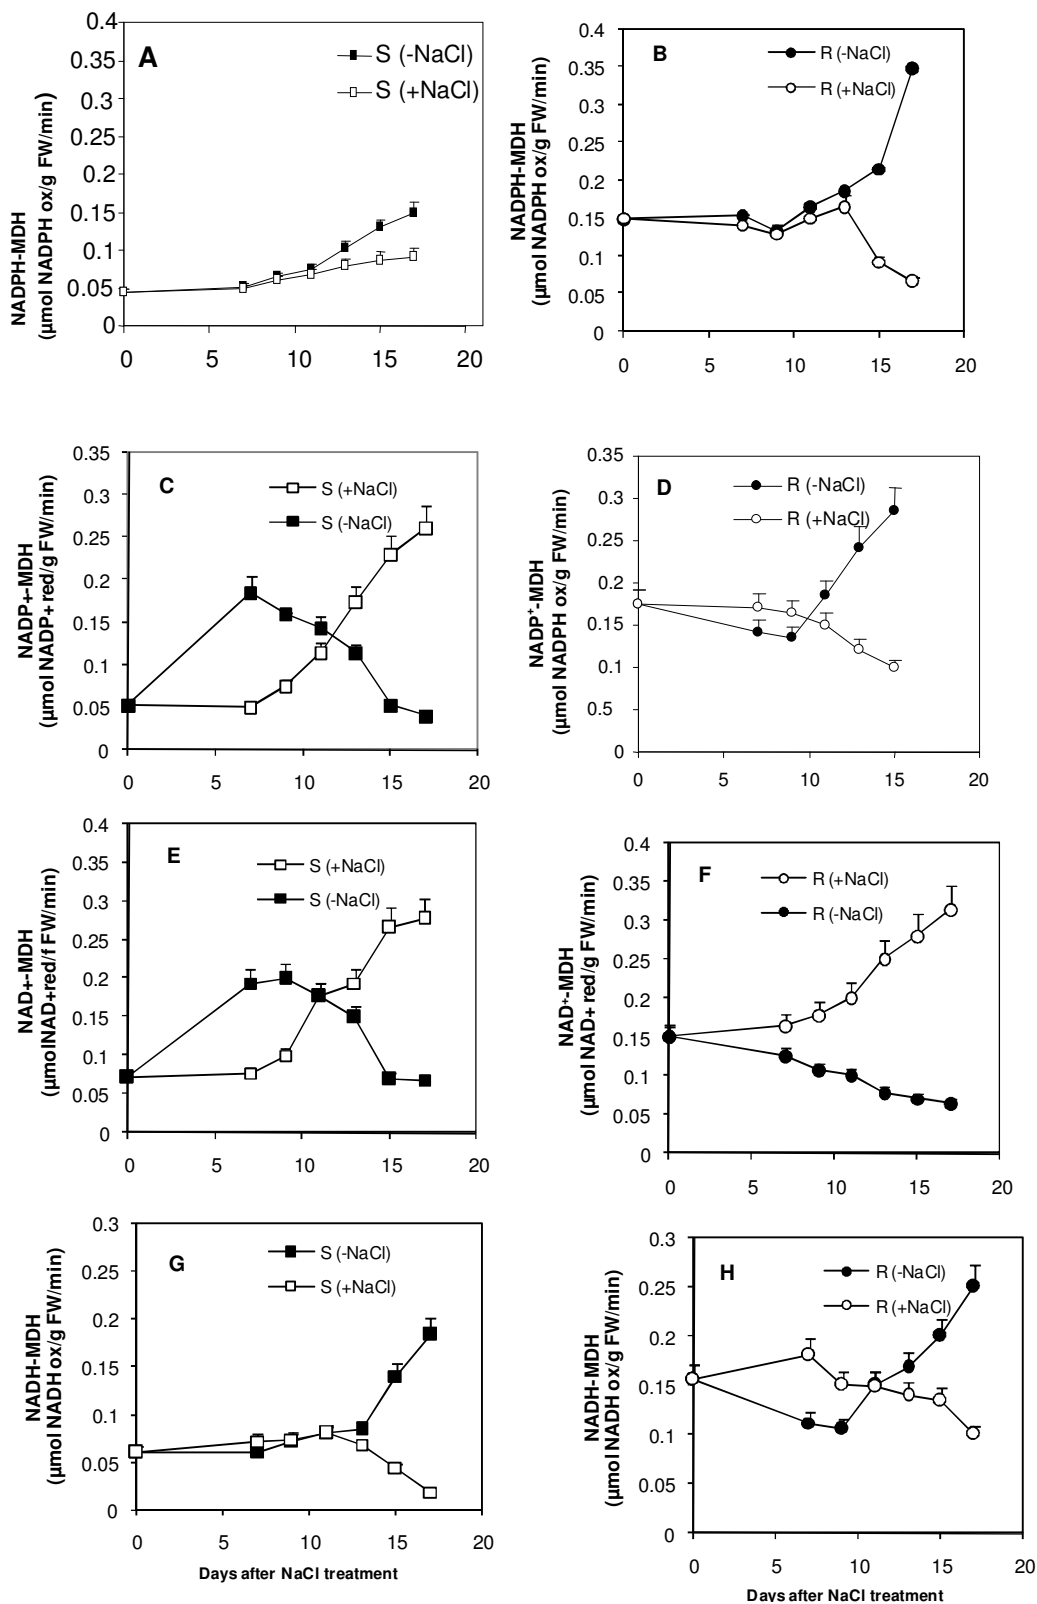 A
S (-NaCl)
S (+NaCl)
NADPH-MDH
(µmol NADPH ox/g FW/min)
0.4
0.35
0.3
0.25
0.2
0.15
0.1
0.05
0
0 5 10 15 20
B
R (-NaCl)
R (+NaCl)
NADPH-MDH
(µmol NADPH ox/g FW/min)
0.4
0.35
0.3
0.25
0.2
0.15
0.1
0.05
0
0 5 10 15 20
C
S (+NaCl)
S (-NaCl)
NADP+-MDH
(µmol NADP+ red/g FW/min)
0.35
0.3
0.25
0.2
0.15
0.1
0.05
0
0 5 10 15 20
D
R (-NaCl)
R (+NaCl)
NADP⁺-MDH
(µmol NADPH ox/g FW/min)
0.35
0.3
0.25
0.2
0.15
0.1
0.5
0
0 5 10 15 20
E
S (+NaCl)
S (-NaCl)
NAD+-MDH
(µmolNAD+red/f FW/min)
0.4
0.35
0.3
0.25
0.2
0.15
0.1
0.05
0
0 5 10 15 20
F
R (+NaCl)
R (-NaCl)
NAD⁺-MDH
(µmol NAD+ red/g FW/min)
0.4
0.35
0.3
0.25
0.2
0.15
0.1
0.05
0
0 5 10 15 20
G
S (-NaCl)
S (+NaCl)
NADH-MDH
(µmol NADH ox/g FW/min)
0.3
0.25
0.2
0.15
0.1
0.05
0
0 5 10 15 20
Days after NaCl treatment
H
R (-NaCl)
R (+NaCl)
NADH-MDH
(µmol NADH ox/g FW/min)
0.3
0.25
0.2
0.15
0.1
0.05
0
0 5 10 15 20
Days after NaCl treatment